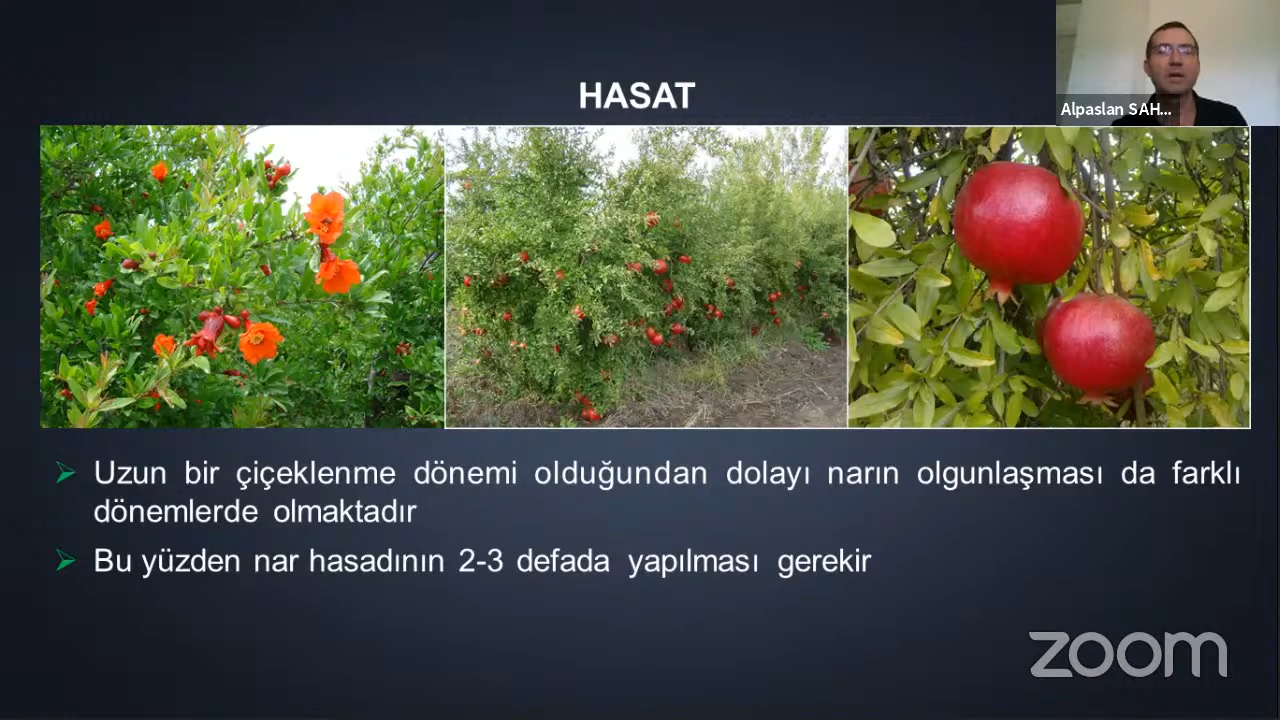 HASAT
Alpaslan SAH...
Uzun bir çiçeklenme dönemi olduğundan dolayı narın olgunlaşması da farklı
dönemlerde olmaktadır
Bu yüzden nar hasadının 2-3 defada yapılması gerekir
zoom